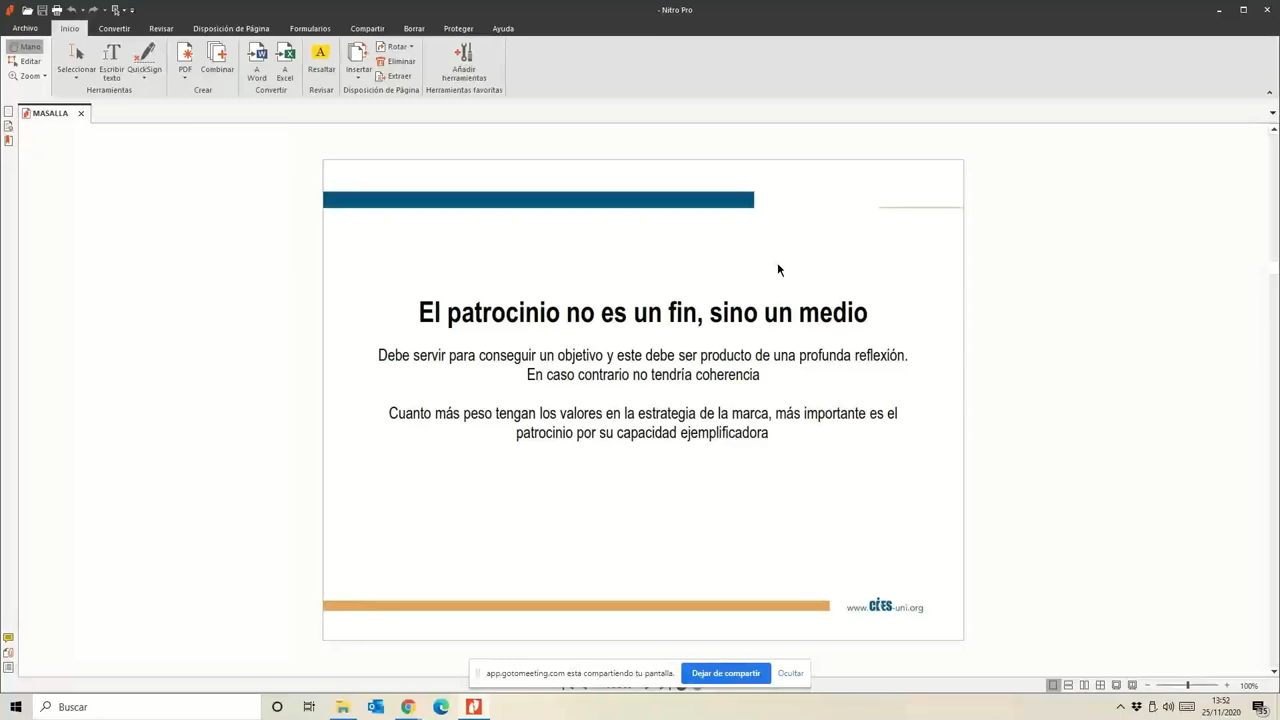 - Nitro Pro
Archivo Inicio Convertir Revisar Disposición de Página Formularios Compartir Borrar Proteger Ayuda
Mano
Editar
Zoom
Seleccionar
Escribir texto
QuickSign
Herramientas
PDF
Combinar
Crear
A Word
A Excel
Convertir
Resaltar
Revisar
Insertar
Rotar
Eliminar
Extraer
Disposición de Página
Añadir herramientas
Herramientas favoritas
MASALLA
El patrocinio no es un fin, sino un medio
Debe servir para conseguir un objetivo y este debe ser producto de una profunda reflexión.
En caso contrario no tendría coherencia
Cuanto más peso tengan los valores en la estrategia de la marca, más importante es el
patrocinio por su capacidad ejemplificadora
www.CIES-uni.org
app.gotomeeting.com esta compartiendo tu pantalla. Dejar de compartir Ocultar
100%
Buscar
13:52
25/11/2020